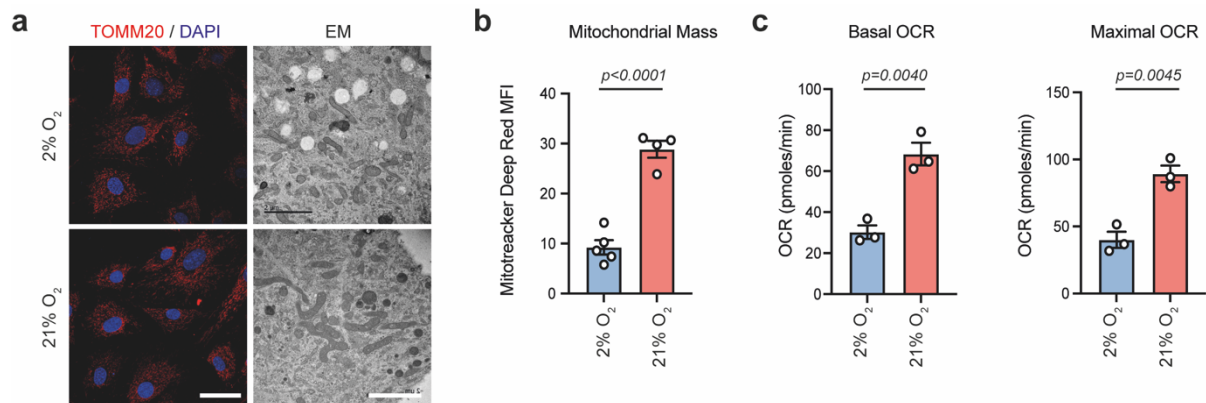 a
TOMM20 / DAPI
EM
2% O₂
21% O₂
b
Mitochondrial Mass
p<0.0001
Mitotreacker Deep Red MFI
40
30
20
10
0
2% O₂
21% O₂
c
Basal OCR
p=0.0040
OCR (pmoles/min)
100
80
60
40
20
0
2% O₂
21% O₂
Maximal OCR
p=0.0045
OCR (pmoles/min)
150
100
50
0
2% O₂
21% O₂